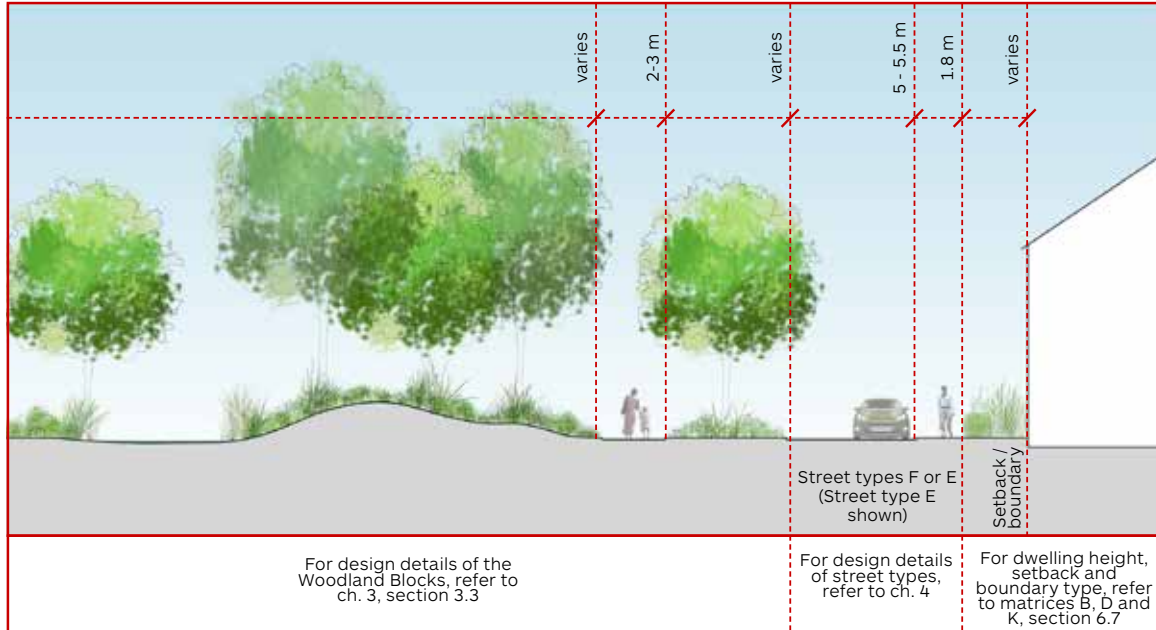 varies
2-3 m
varies
5 - 5.5 m
1.8 m
varies
Street types F or E
(Street type E
shown)
Setback /
boundary
For design details of the
Woodland Blocks, refer to
ch. 3, section 3.3
For design details
of street types,
refer to ch. 4
For dwelling height,
setback and
boundary type, refer
to matrices B, D and
K, section 6.7